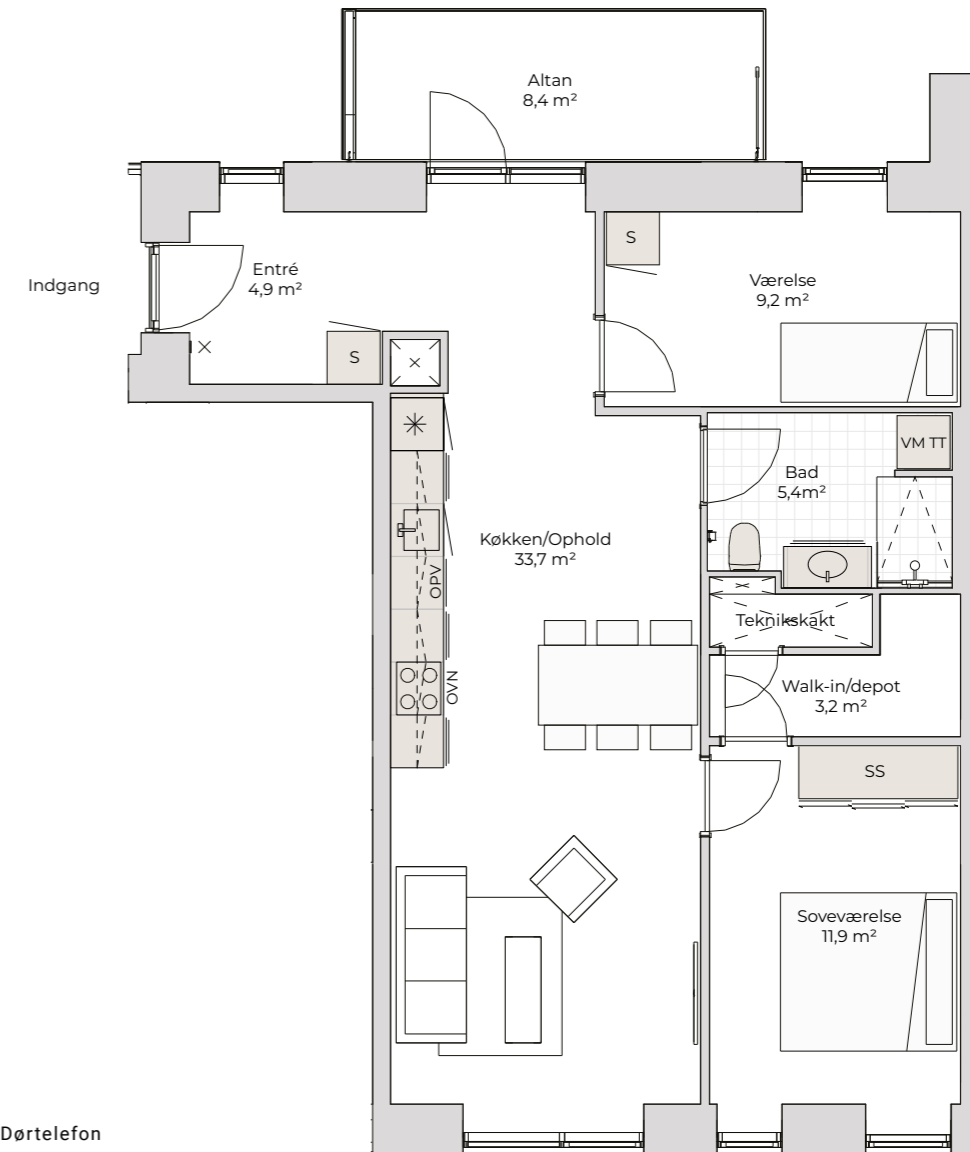 Altan
8,4 m²
Indgang
Entré
4,9 m²
S
Værelse
9,2 m²
S
VM TT
Bad
5,4m²
Køkken/Ophold
33,7 m²
OPV
OVN
Teknikskakt
Walk-in/depot
3,2 m²
SS
Soveværelse
11,9 m²
Dørtelefon